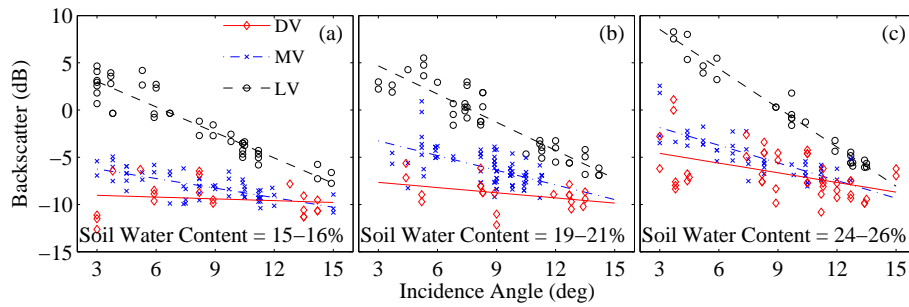 10
5
0
−5
−10
−15
Backscatter (dB)
DV
MV
LV
(a)
(b)
(c)
Soil Water Content = 15−16%
Soil Water Content = 19−21%
Soil Water Content = 24−26%
3 6 9 12 15
3 6 9 12 15
3 6 9 12 15
Incidence Angle (deg)